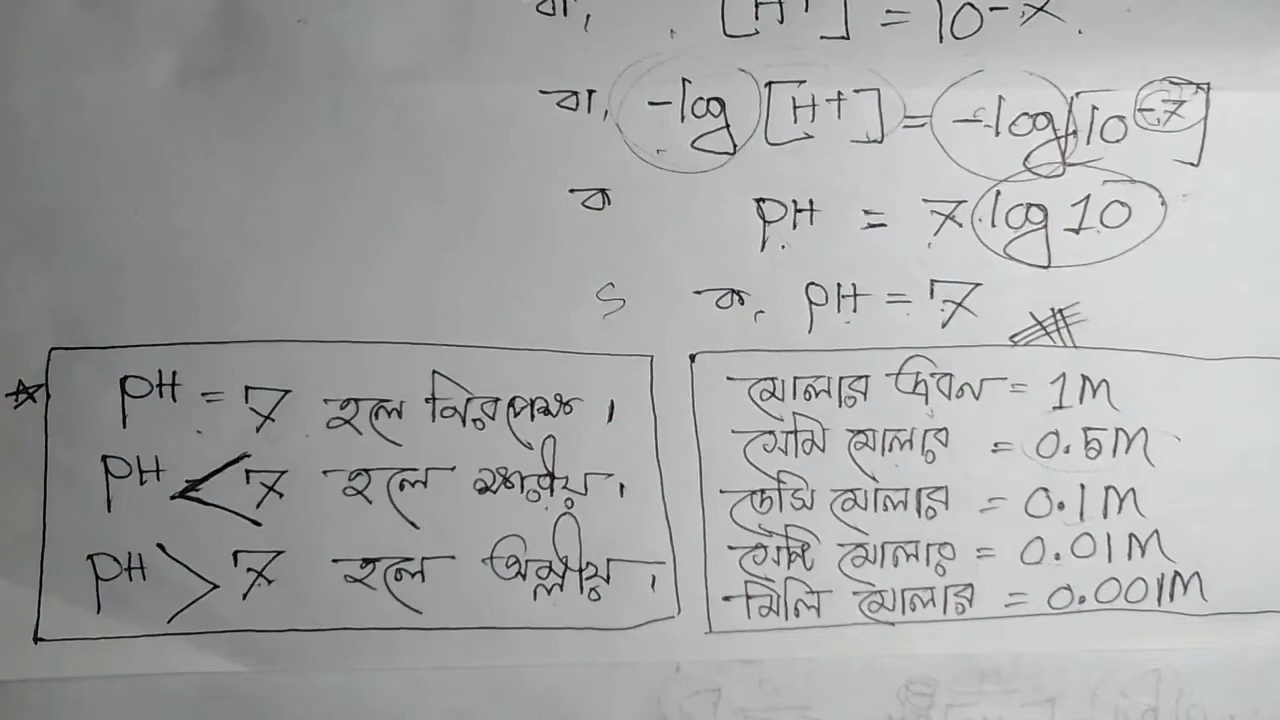 বা, [H+] = 10-7
বা, -log [H+] = -log [10-7]
ব PH = 7 log 10
S বা, PH = 7
PH = 7 হলে নিরপেক্ষ।
PH < 7 হলে ক্ষারীয়।
PH > 7 হলে অম্লীয়।
মোলার দ্রবন = 1M
সেমি মোলার = 0.5M
ডেসি মোলার = 0.1M
সেন্টি মোলার = 0.01M
মিলি মোলার = 0.001M